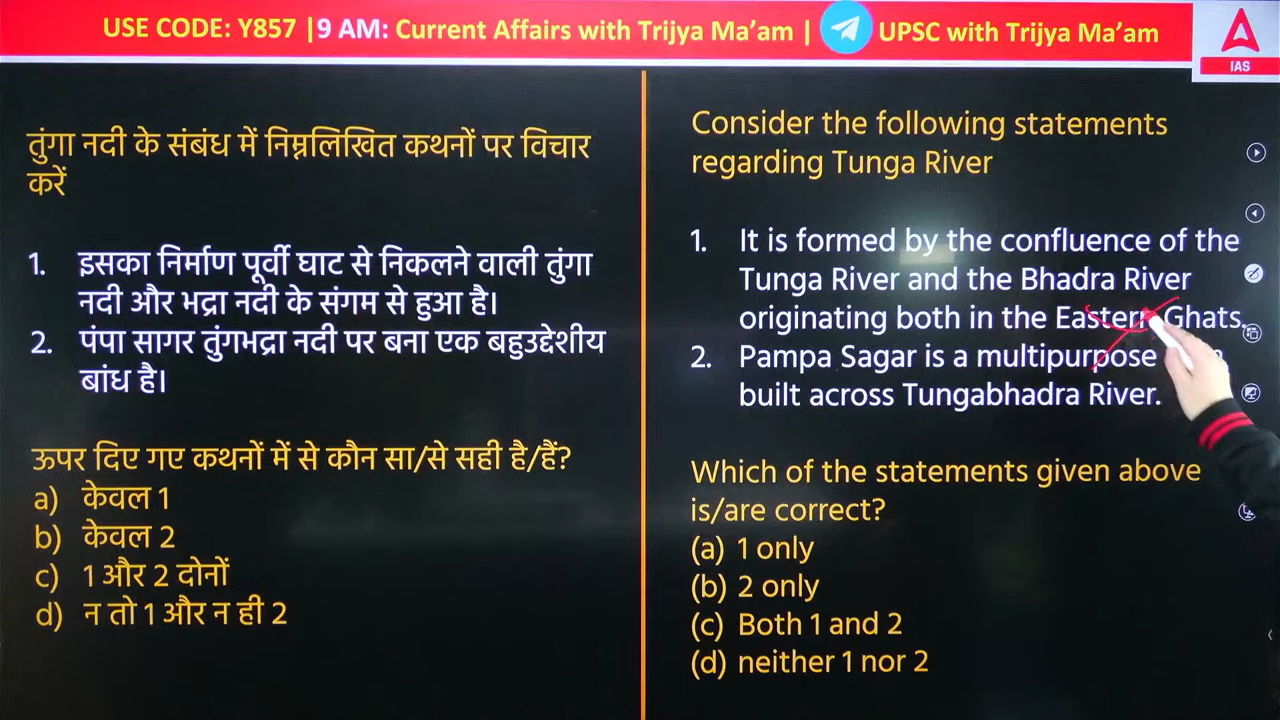 USE CODE: Y857 |9 AM: Current Affairs with Trijya Ma’am | UPSC with Trijya Ma’am
IAS
तुंगा नदी के संबंध में निम्नलिखित कथनों पर विचार
करें
1. इसका निर्माण पूर्वी घाट से निकलने वाली तुंगा
नदी और भद्रा नदी के संगम से हुआ है।
2. पंपा सागर तुंगभद्रा नदी पर बना एक बहुउद्देशीय
बांध है।
ऊपर दिए गए कथनों में से कौन सा/से सही है/हैं?
a) केवल 1
b) केवल 2
c) 1 और 2 दोनों
d) न तो 1 और न ही 2
Consider the following statements
regarding Tunga River
1. It is formed by the confluence of the
Tunga River and the Bhadra River
originating both in the Eastern Ghats.
2. Pampa Sagar is a multipurpose
built across Tungabhadra River.
Which of the statements given above
is/are correct?
(a) 1 only
(b) 2 only
(c) Both 1 and 2
(d) neither 1 nor 2